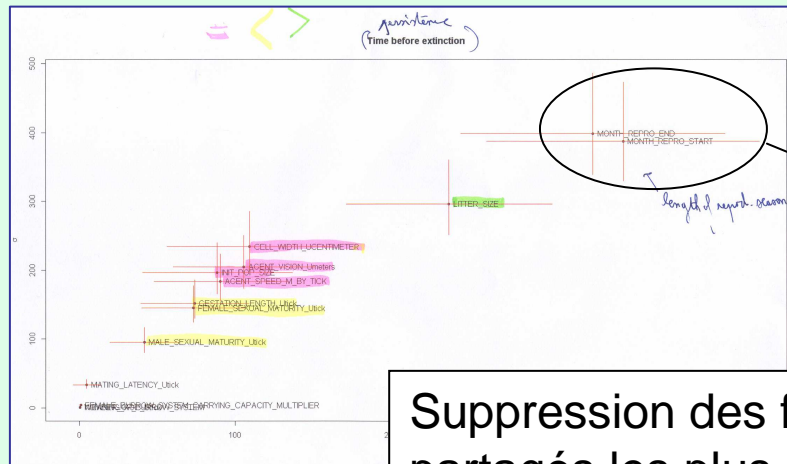 persistence
(Time before extinction)
500
400
300
200
100
0
σ
MONTH_REPRO_END
MONTH_REPRO_START
length of reprod. season
LITTER_SIZE
CELL_WIDTH_UCENTIMETER
AGENT_VISION_Umeters
INIT_POP_SIZE
AGENT_SPEED_M_BY_TICK
GESTATION_LENGTH_Utick
FEMALE_SEXUAL_MATURITY_Utick
MALE_SEXUAL_MATURITY_Utick
MATING_LATENCY_Utick
CARRYING_CAPACITY_MULTIPLIER
0
100
Suppression des f
partagés les plus